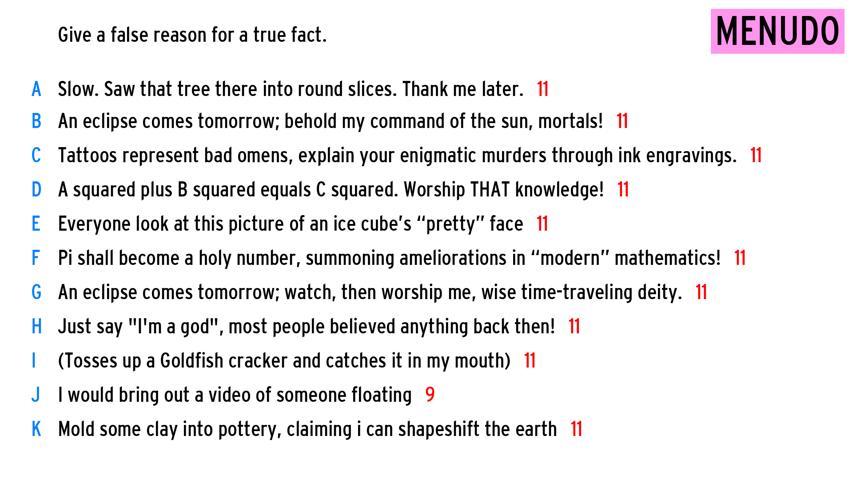 Give a false reason for a true fact.
MENUDO
A Slow. Saw that tree there into round slices. Thank me later. 11
B An eclipse comes tomorrow; behold my command of the sun, mortals! 11
C Tattoos represent bad omens, explain your enigmatic murders through ink engravings. 11
D A squared plus B squared equals C squared. Worship THAT knowledge! 11
E Everyone look at this picture of an ice cube’s “pretty” face 11
F Pi shall become a holy number, summoning ameliorations in “modern” mathematics! 11
G An eclipse comes tomorrow; watch, then worship me, wise time-traveling deity. 11
H Just say "I'm a god", most people believed anything back then! 11
I (Tosses up a Goldfish cracker and catches it in my mouth) 11
J I would bring out a video of someone floating 9
K Mold some clay into pottery, claiming i can shapeshift the earth 11